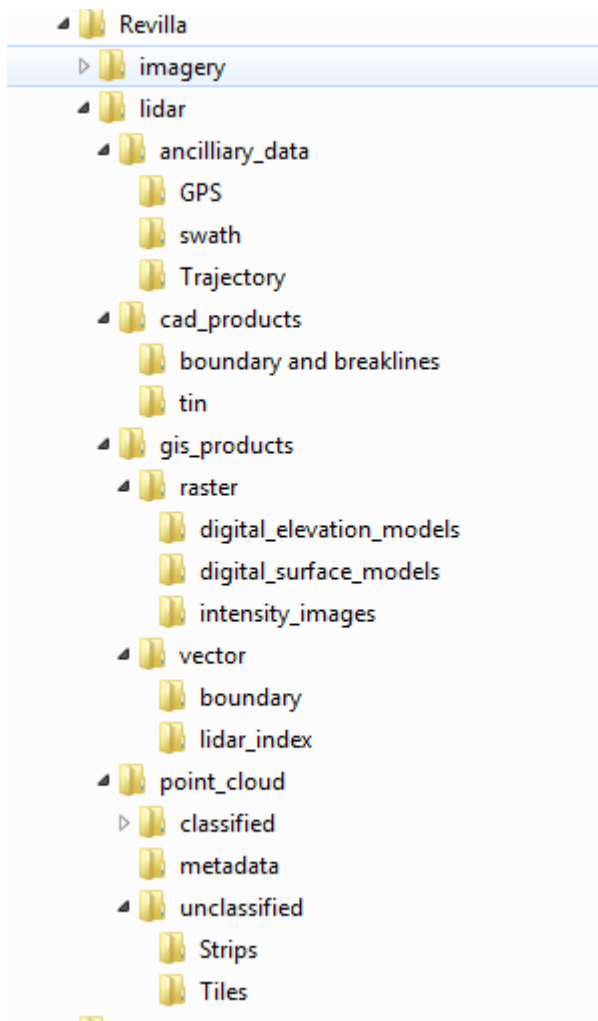 Revilla
imagery
lidar
ancilliary_data
GPS
swath
Trajectory
cad_products
boundary and breaklines
tin
gis_products
raster
digital_elevation_models
digital_surface_models
intensity_images
vector
boundary
lidar_index
point_cloud
classified
metadata
unclassified
Strips
Tiles